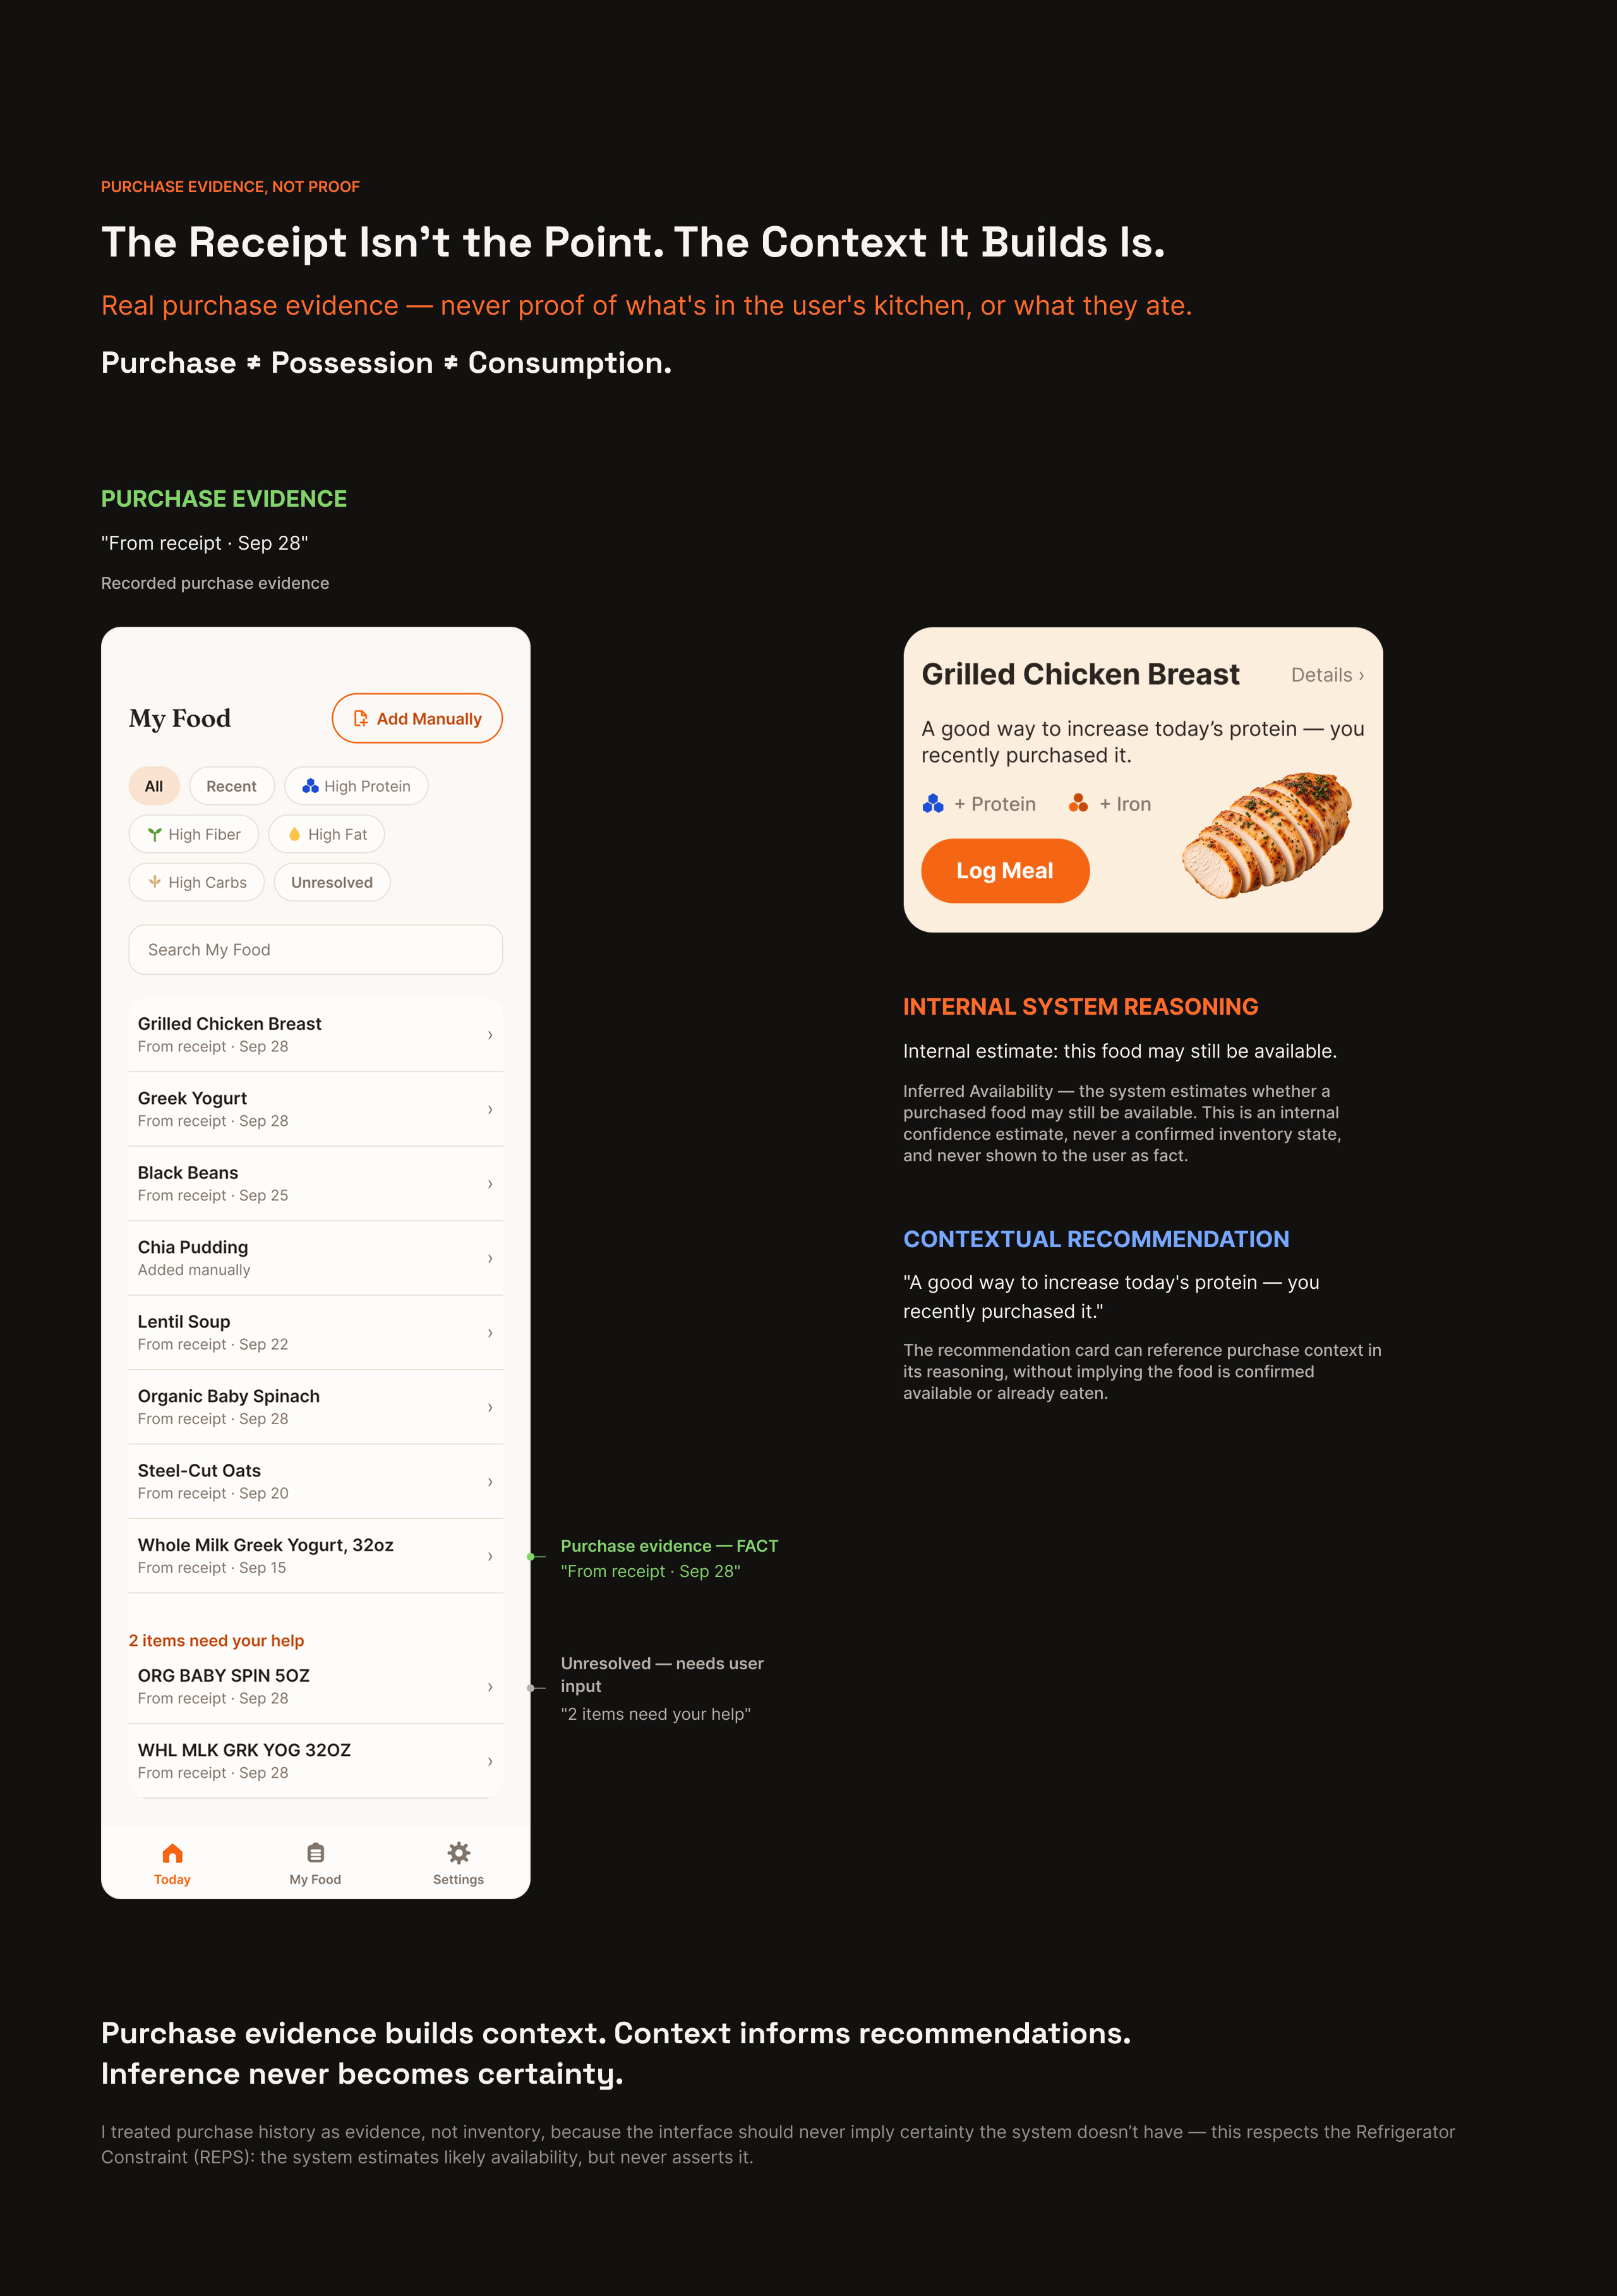 PURCHASE EVIDENCE, NOT PROOF
The Receipt Isn’t the Point. The Context It Builds Is.
Real purchase evidence — never proof of what's in the user's kitchen, or what they ate.
Purchase ≠ Possession ≠ Consumption.
PURCHASE EVIDENCE
"From receipt · Sep 28"
Recorded purchase evidence
My Food
Add Manually
All
Recent
High Protein
High Fiber
High Fat
High Carbs
Unresolved
Search My Food
Grilled Chicken Breast
From receipt · Sep 28
Greek Yogurt
From receipt · Sep 28
Black Beans
From receipt · Sep 25
Chia Pudding
Added manually
Lentil Soup
From receipt · Sep 22
Organic Baby Spinach
From receipt · Sep 28
Steel-Cut Oats
From receipt · Sep 20
Whole Milk Greek Yogurt, 32oz
From receipt · Sep 15
2 items need your help
ORG BABY SPIN 5OZ
From receipt · Sep 28
WHL MLK GRK YOG 32OZ
From receipt · Sep 28
Today
My Food
Settings
Purchase evidence — FACT
"From receipt · Sep 28"
Unresolved — needs user
input
"2 items need your help"
Grilled Chicken Breast
Details ›
A good way to increase today’s protein — you
recently purchased it.
+ Protein
+ Iron
Log Meal
INTERNAL SYSTEM REASONING
Internal estimate: this food may still be available.
Inferred Availability — the system estimates whether a
purchased food may still be available. This is an internal
confidence estimate, never a confirmed inventory state,
and never shown to the user as fact.
CONTEXTUAL RECOMMENDATION
"A good way to increase today's protein — you
recently purchased it."
The recommendation card can reference purchase context in
its reasoning, without implying the food is confirmed
available or already eaten.
Purchase evidence builds context. Context informs recommendations.
Inference never becomes certainty.
I treated purchase history as evidence, not inventory, because the interface should never imply certainty the system doesn’t have — this respects the Refrigerator
Constraint (REPS): the system estimates likely availability, but never asserts it.